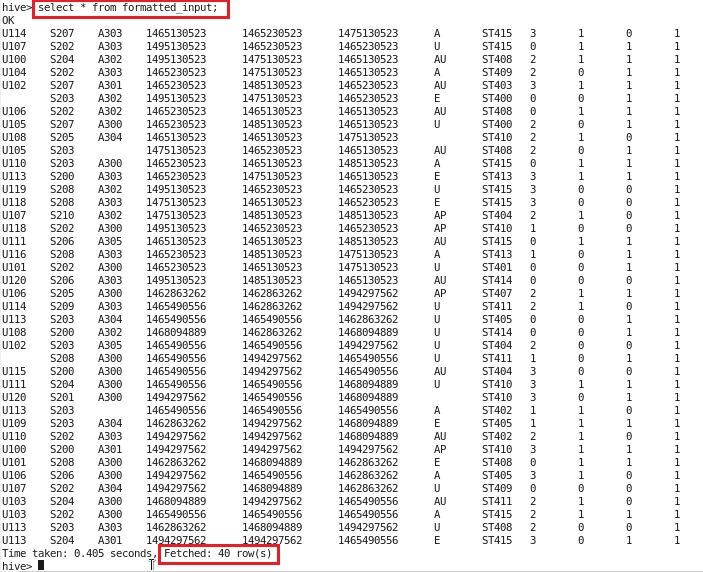 hive> select * from formatted_input;
OK
U114 S207 A303 1465130523 1465230523 1475130523 A ST415 3 1 0 1
U107 S202 A303 1495130523 1465230523 1465230523 U ST415 0 1 1 1
U100 S204 A302 1495130523 1475130523 1465130523 AU ST408 2 1 1 1
U104 S202 A303 1465230523 1475130523 1465130523 A ST409 2 0 1 1
U102 S207 A301 1465230523 1485130523 1465230523 AU ST403 3 1 1 1
S203 A302 1495130523 1475130523 1465230523 E ST400 0 0 1 1
U106 S202 A302 1465130523 1465130523 1465130523 AU ST408 0 1 1 1
U105 S207 A300 1465230523 1485130523 1465230523 U ST400 2 0 1 1
U108 S205 A304 1465130523 1465130523 1475130523 ST410 2 1 0 1
U105 S203 1475130523 1465230523 1465130523 AU ST408 2 0 1 1
U110 S203 A300 1465230523 1465130523 1485130523 A ST415 0 1 1 1
U113 S200 A303 1465230523 1465130523 1465230523 E ST413 3 1 1 1
U119 S208 A302 1495130523 1465230523 1465230523 U ST415 3 0 0 1
U118 S208 A303 1475130523 1465130523 1465230523 E ST415 3 0 0 1
U107 S210 A302 1475130523 1485130523 1485130523 AP ST404 2 1 0 1
U118 S202 A300 1495130523 1465230523 1465230523 AP ST410 1 0 0 1
U111 S206 A305 1465130523 1465230523 1485130523 AU ST415 0 1 1 1
U116 S208 A300 1465130523 1485130523 1475130523 A ST413 1 0 1 1
U101 S202 A300 1465230523 1465130523 1475130523 U ST401 0 0 1 1
U120 S206 A303 1495130523 1485130523 1465130523 AU ST414 0 0 0 1
U106 S205 A300 1462863262 1462863262 1494297562 AP ST407 2 1 1 1
U114 S209 A303 1465490556 1462863262 1465490556 U ST411 2 1 0 1
U113 S203 A304 1465490556 1465490556 1462863262 U ST405 0 0 1 1
U108 S200 A302 1468094889 1462863262 1468094889 U ST414 0 0 1 1
U102 S203 A305 1465490556 1465490556 1494297562 U ST404 2 0 0 1
S208 A300 1465490556 1494297562 1465490556 U ST411 1 0 1 1
U115 S200 A300 1465490556 1494297562 1465490556 AU ST404 3 0 0 1
U111 S204 A300 1465490556 1465490556 1468094889 U ST410 3 1 1 1
U120 S201 A300 1494297562 1465490556 1465490556 ST410 3 0 1 1
U113 S203 1465490556 1465490556 1465490556 A ST402 1 1 0 1
U109 S203 A304 1462863262 1462863262 1494297562 E ST405 1 1 1 1
U110 S202 A303 1494297562 1494297562 1468094889 AU ST402 2 1 0 1
U100 S200 A301 1494297562 1465490556 1494297562 AP ST410 3 1 1 1
U101 S208 A300 1462863262 1468094889 1462863262 E ST408 0 1 1 1
U106 S206 A300 1494297562 1494297562 1465490556 A ST405 3 1 0 1
U107 S202 A304 1462863262 1494297562 1468094889 U ST409 0 0 0 1
U103 S204 A300 1468094889 1494297562 1465490556 AU ST411 2 1 0 1
U102 S200 A300 1465490556 1494297562 1465490556 A ST415 2 1 1 1
U113 S203 A303 1462863262 1468094889 1494297562 U ST408 2 0 0 1
U113 S204 A301 1494297562 1494297562 1465490556 E ST415 3 0 1 1
Time taken: 0.405 seconds, Fetched: 40 row(s)
hive>